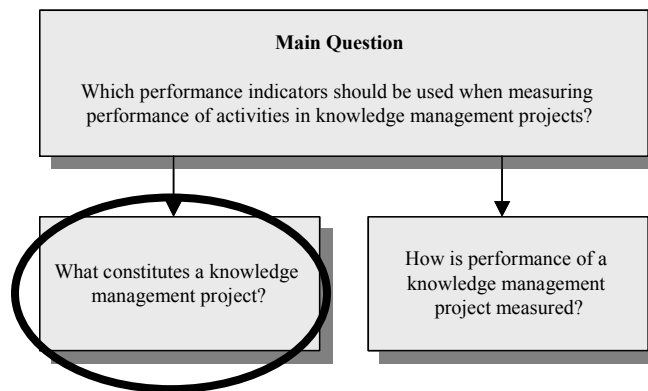 Main Question
Which performance indicators should be used when measuring
performance of activities in knowledge management projects?
What constitutes a knowledge
management project?
How is performance of a
knowledge management
project measured?